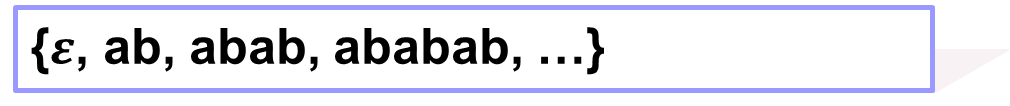 {𝜺, ab, abab, ababab, …}